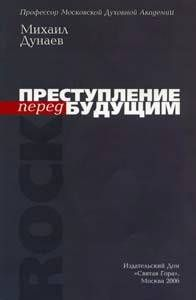 Профессор Московской Духовной Академии
Михаил
Дунаев
ПРЕСТУПЛЕНИЕ
перед БУДУЩИМ
ROCK
Издательский Дом
«Святая Гора».
Москва 2006